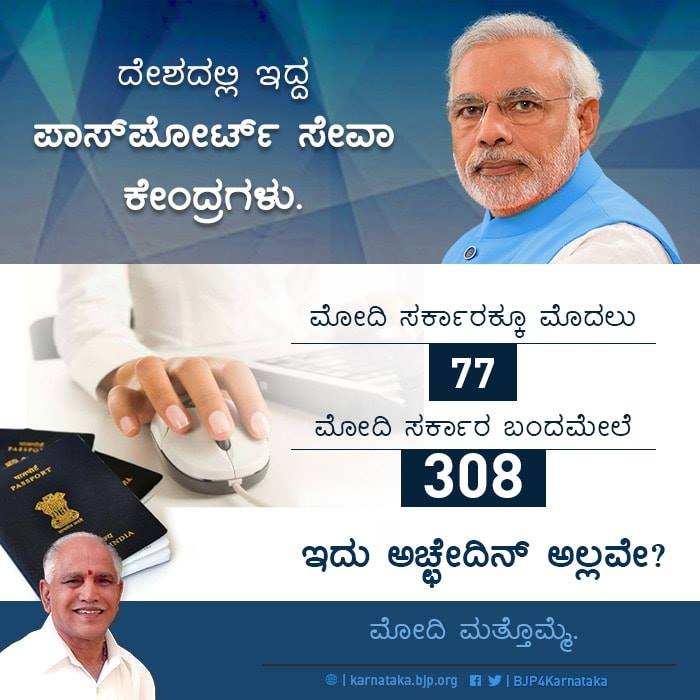 ದೇಶದಲ್ಲಿ ಇದ್ದ
ಪಾಸ್‌ಪೋರ್ಟ್ ಸೇವಾ
ಕೇಂದ್ರಗಳು.
ಮೋದಿ ಸರ್ಕಾರಕ್ಕೂ ಮೊದಲು
77
ಮೋದಿ ಸರ್ಕಾರ ಬಂದಮೇಲೆ
308
पासपोर्ट
PASSPORT
INDIA
ಇದು ಅಚ್ಛೇದಿನ್ ಅಲ್ಲವೇ?
ಮೋದಿ ಮತ್ತೊಮ್ಮೆ.
| karnataka.bjp.org | BJP4Karnataka